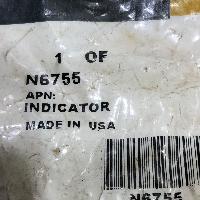 1 OF
N6755
APN:
INDICATOR
MADE IN USA
N6755